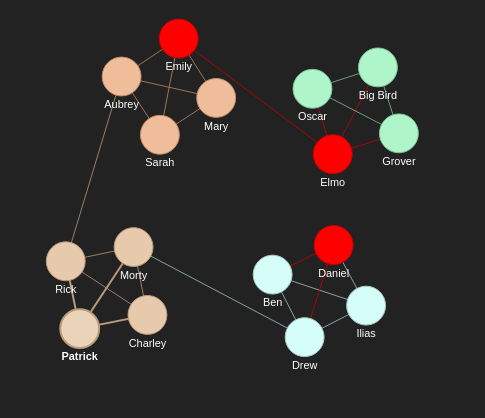 Emily
Aubrey
Mary
Sarah
Big Bird
Oscar
Grover
Elmo
Rick
Morty
Charley
Patrick
Daniel
Ben
Ilias
Drew